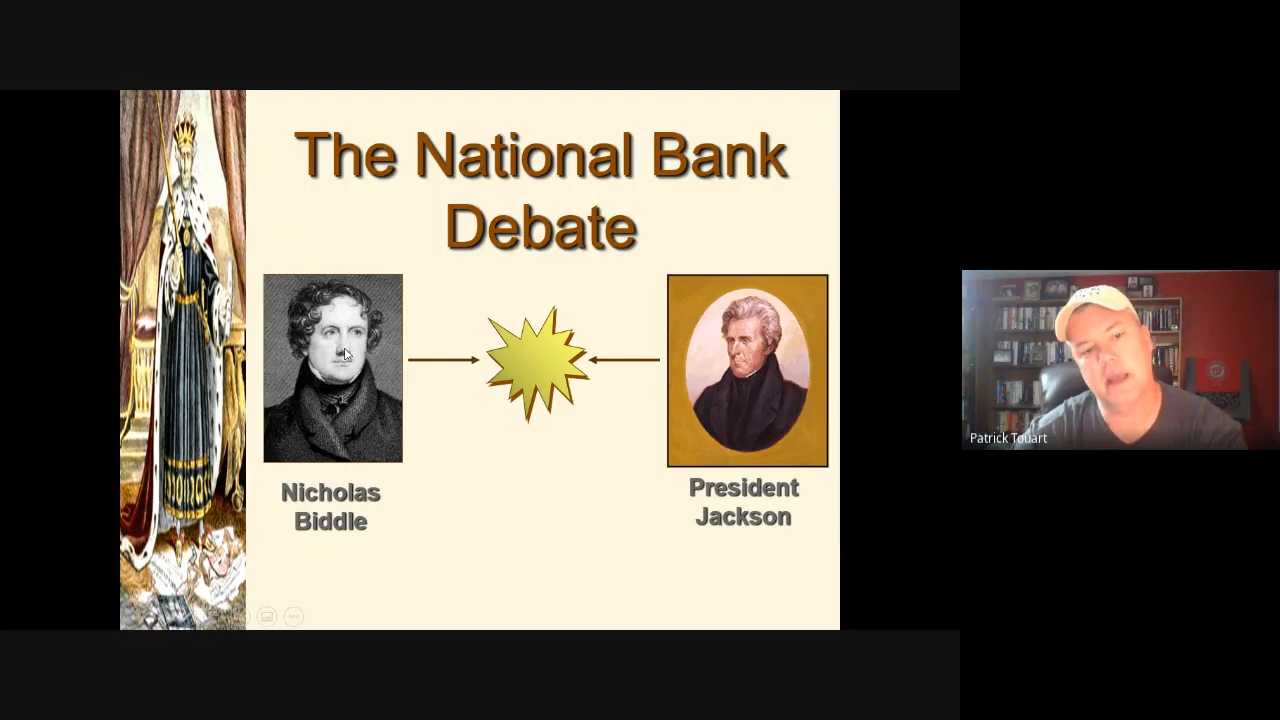 The National Bank
Debate
Nicholas
Biddle
President
Jackson
Patrick Touart